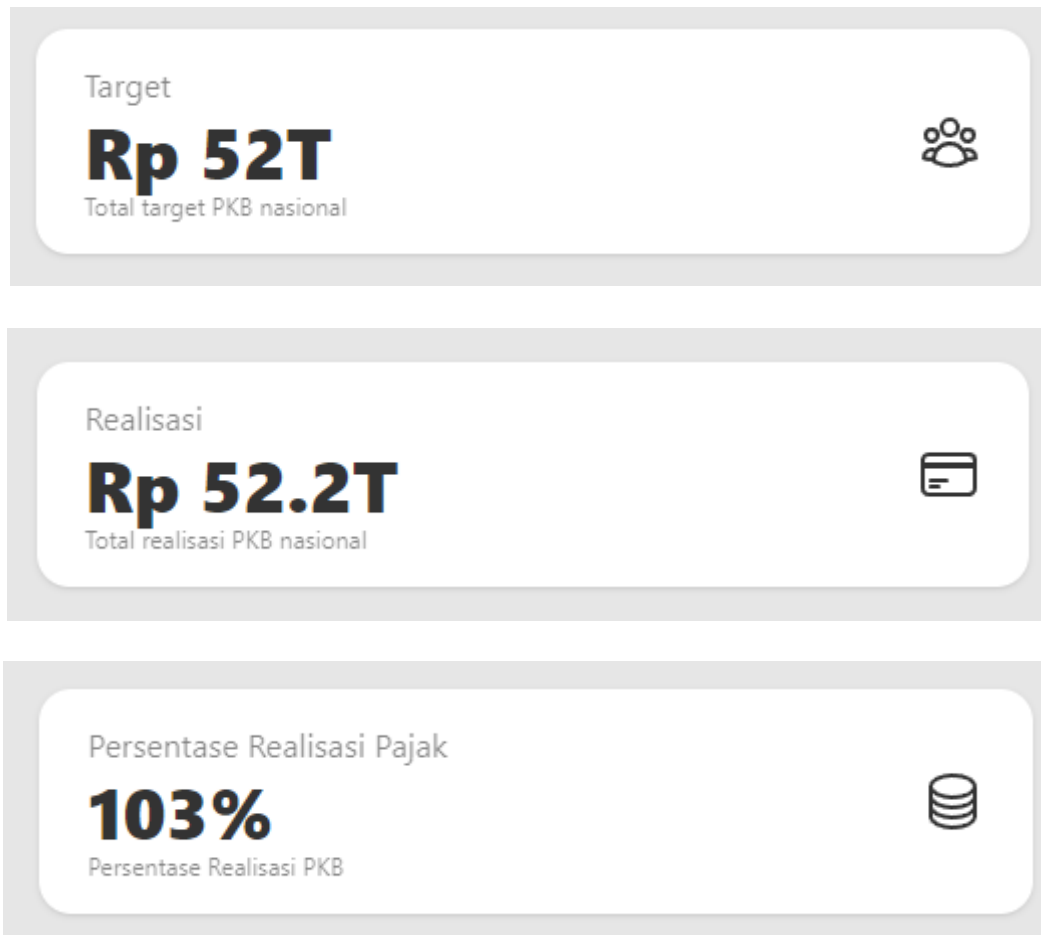 Target
Rp 52T
Total target PKB nasional
Realisasi
Rp 52.2T
Total realisasi PKB nasional
Persentase Realisasi Pajak
103%
Persentase Realisasi PKB